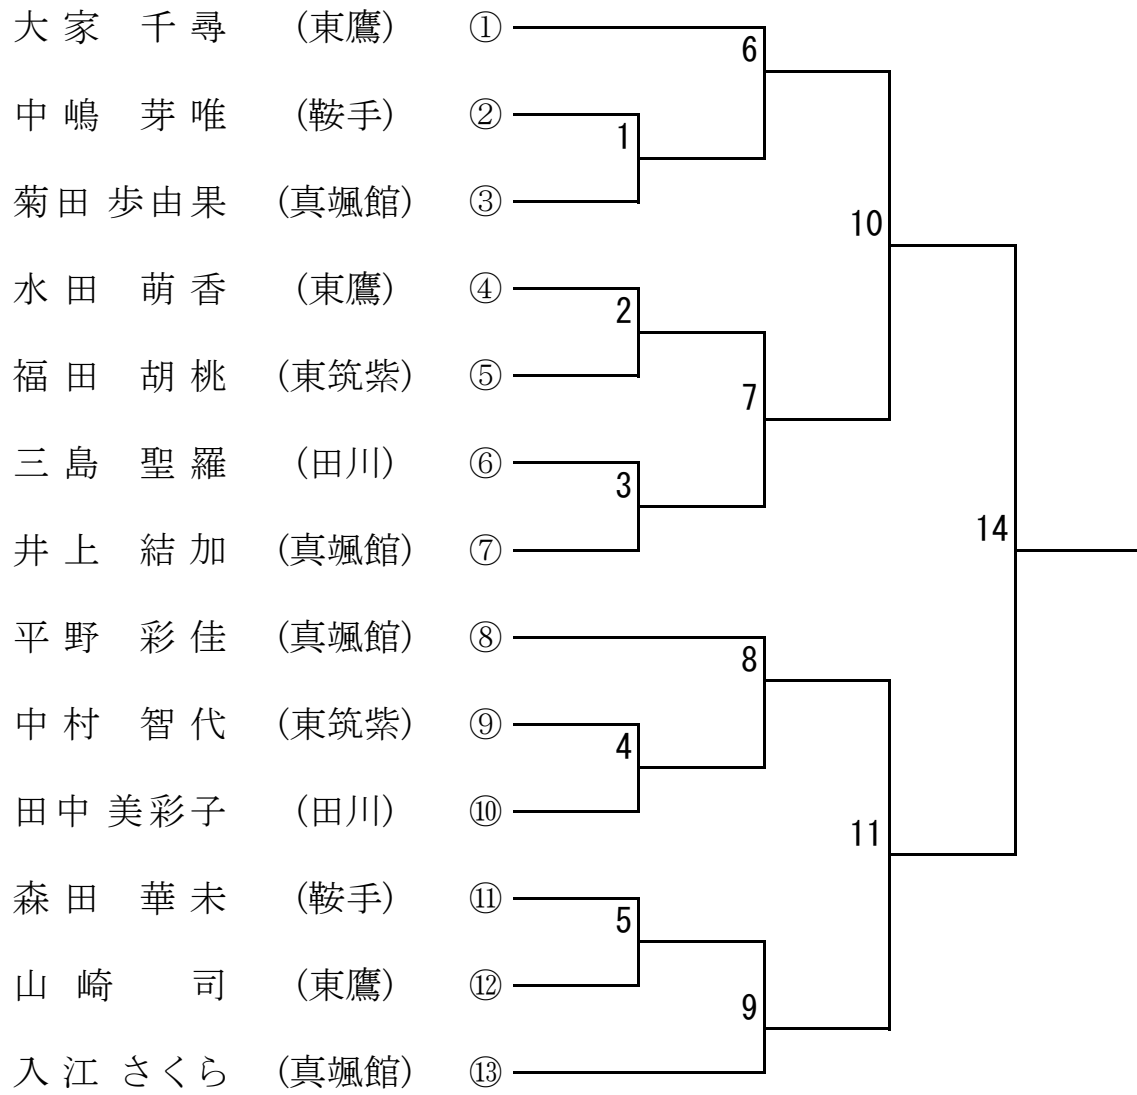 大家 千尋 (東鷹) ①
6
中嶋 芽唯 (鞍手) ②
1
菊田 歩由果 (真颯館) ③
10
水田 萌香 (東鷹) ④
2
福田 胡桃 (東筑紫) ⑤
7
三島 聖羅 (田川) ⑥
3
14
井上 結加 (真颯館) ⑦
平野 彩佳 (真颯館) ⑧
8
中村 智代 (東筑紫) ⑨
4
田中 美彩子 (田川) ⑩
11
森田 華未 (鞍手) ⑪
5
山崎 司 (東鷹) ⑫
9
入江 さくら (真颯館) ⑬